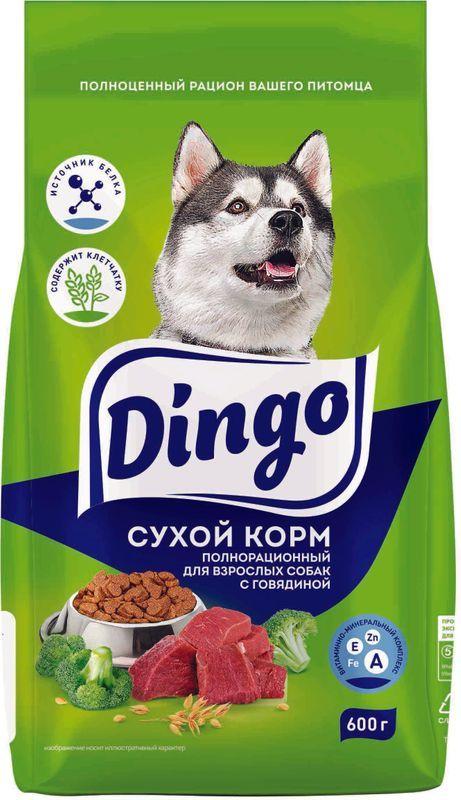 ПОЛНОЦЕННЫЙ РАЦИОН ВАШЕГО ПИТОМЦА
ИСТОЧНИК БЕЛКА
СОДЕРЖИТ КЛЕТЧАТКУ
Dingo
СУХОЙ КОРМ
ПОЛНОРАЦИОННЫЙ
ДЛЯ ВЗРОСЛЫХ СОБАК
С ГОВЯДИНОЙ
ВИТАМИННО-МИНЕРАЛЬНЫЙ КОМПЛЕКС
E Zn
Fe A
600 г
изображение носит иллюстративный характер